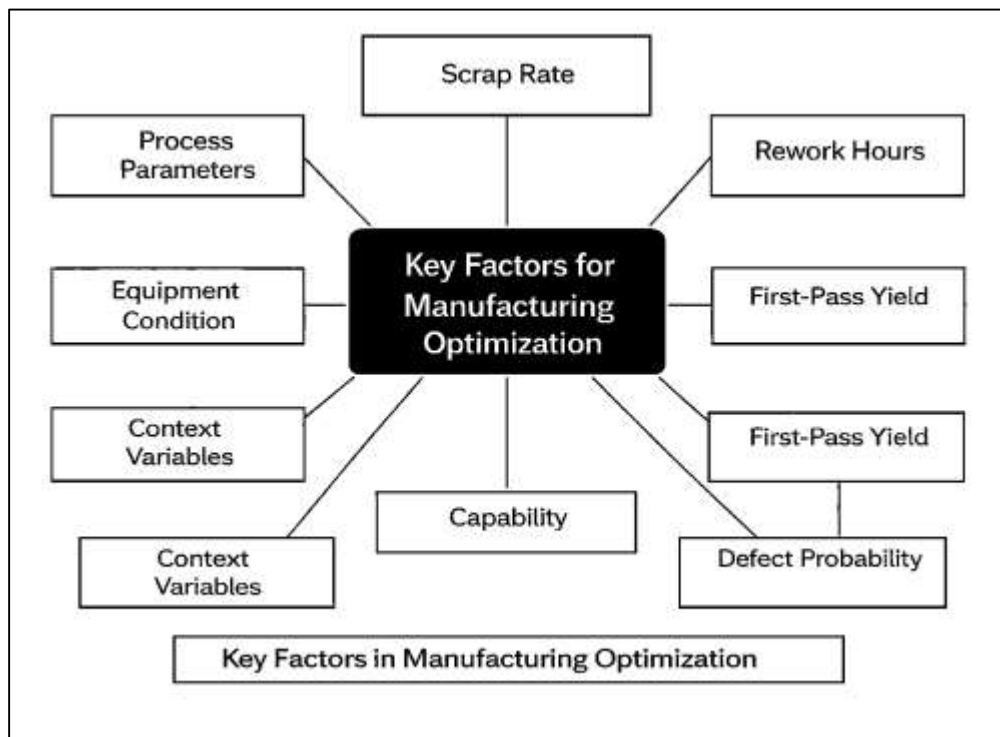 Scrap Rate
Process
Parameters
Rework Hours
Key Factors for
Manufacturing
Optimization
Equipment
Condition
First-Pass Yield
Context
Variables
First-Pass Yield
Capability
Context
Variables
Defect Probability
Key Factors in Manufacturing Optimization